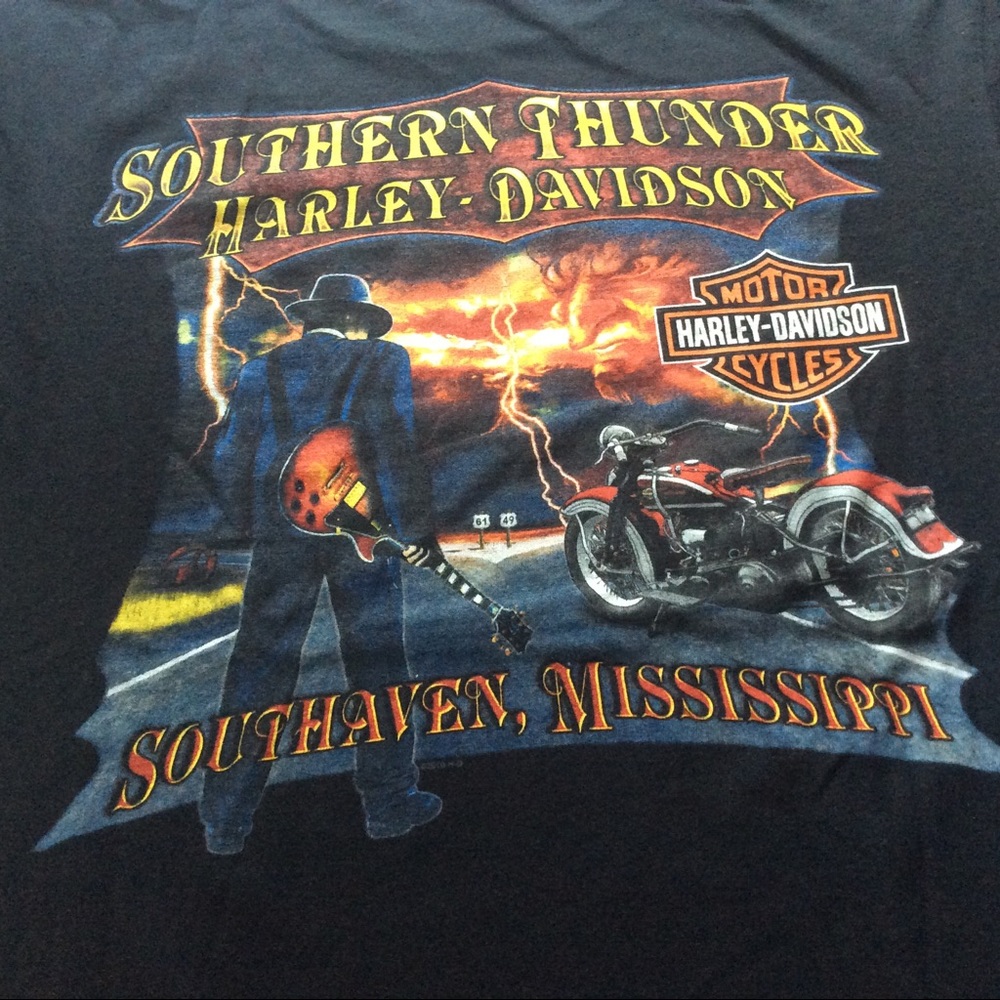 SOUTHERN THUNDER
HARLEY-DAVIDSON
MOTOR
HARLEY-DAVIDSON
CYCLES
61 49
SOUTHAVEN, MISSISSIPPI